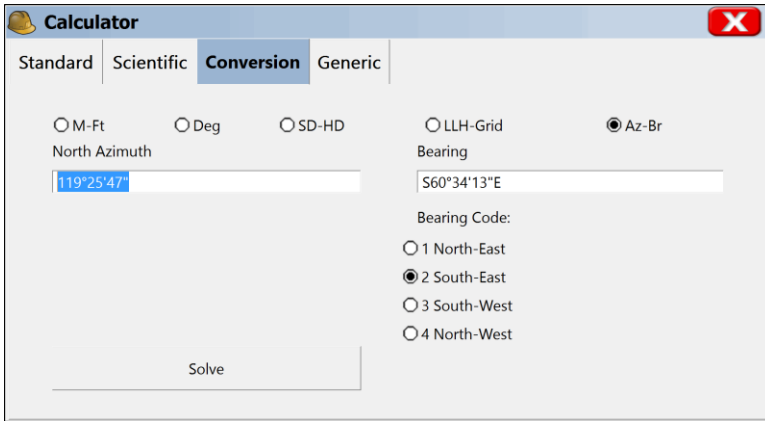 Calculator
Standard Scientific Conversion Generic
M-Ft Deg SD-HD LLH-Grid Az-Br
North Azimuth Bearing
119°25'47" S60°34'13"E
Bearing Code:
1 North-East
2 South-East
3 South-West
4 North-West
Solve